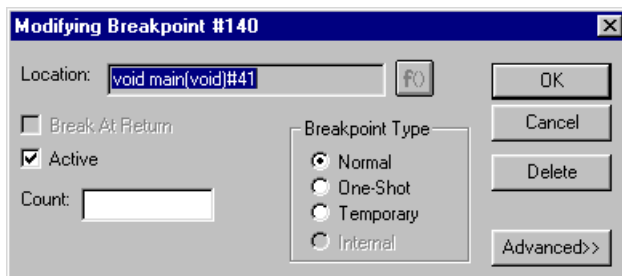 Modifying Breakpoint #140
Location: void main(void)#41 f()
OK
Break At Return
Active
Count:
Breakpoint Type
Normal
One-Shot
Temporary
Internal
Cancel
Delete
Advanced>>